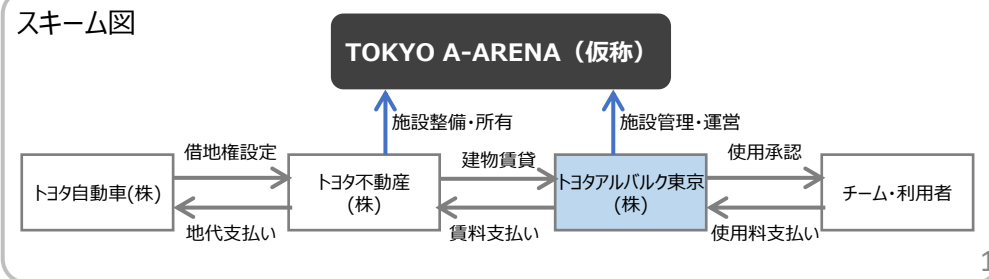 スキーム図
TOKYO A-ARENA（仮称）
施設整備・所有
施設管理・運営
借地権設定
建物賃貸
使用承認
トヨタ自動車(株)
トヨタ不動産
(株)
トヨタアルバルク東京
(株)
チーム・利用者
地代支払い
賃料支払い
使用料支払い